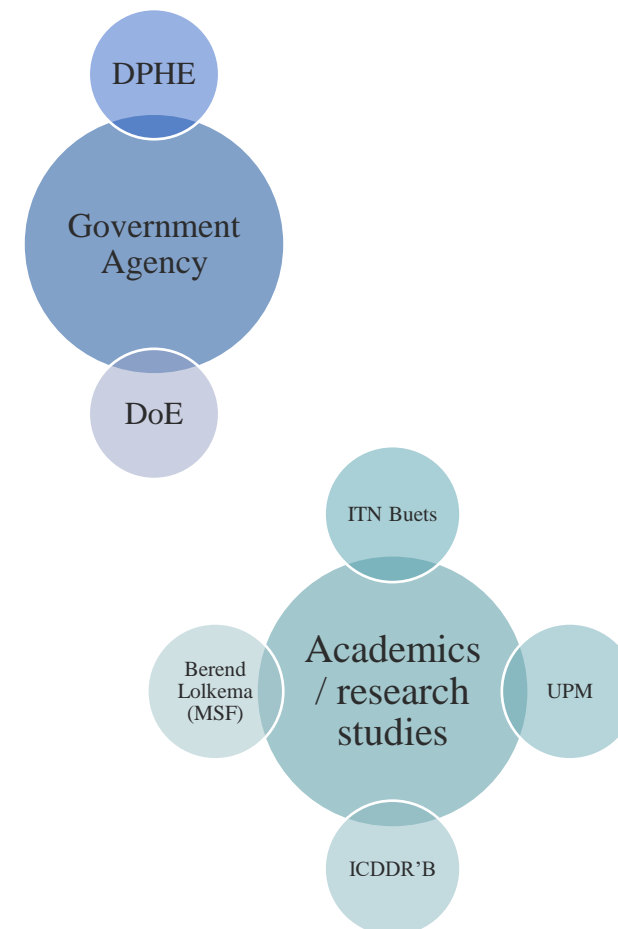 DPHE
Government
Agency
DoE
ITN Buets
Academics
/ research
studies
Berend
Lolkema
(MSF)
UPM
ICDDR’B